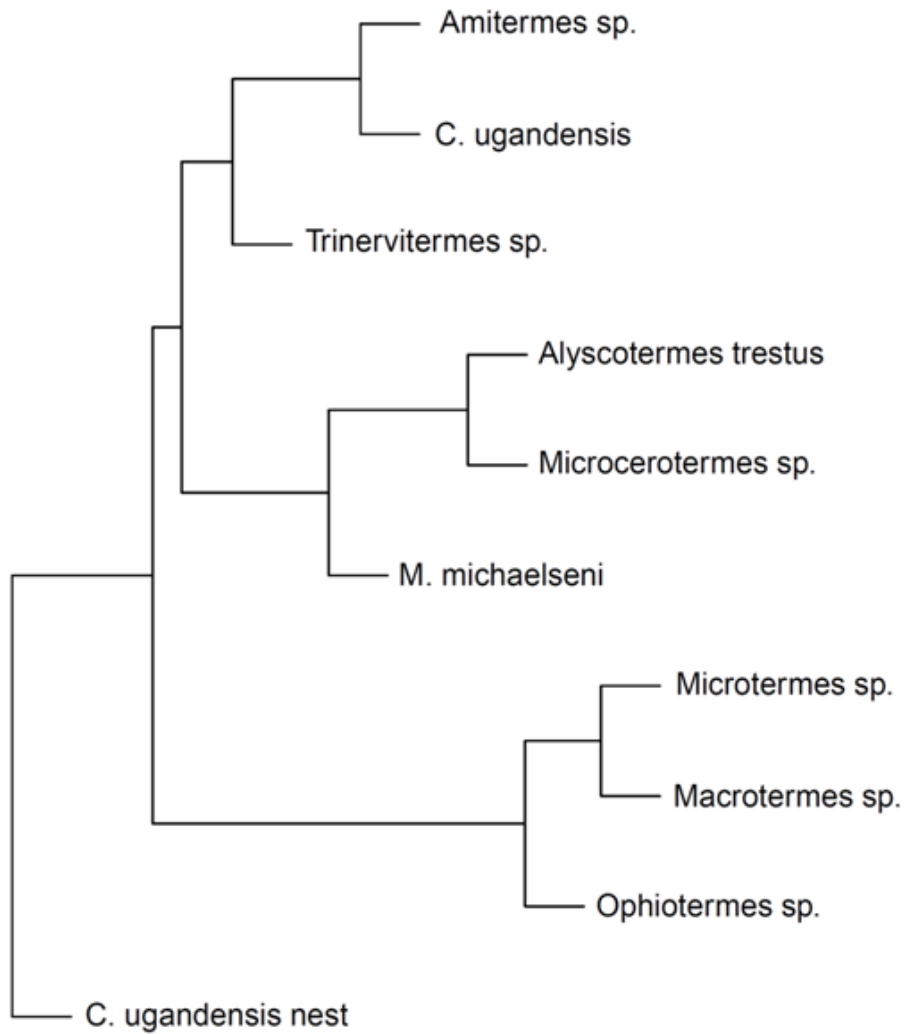 Amitermes sp.
C. ugandensis
Trinervitermes sp.
Alyscotermes trestus
Microcerotermes sp.
M. michaelseni
Microtermes sp.
Macrotermes sp.
Ophiotermes sp.
C. ugandensis nest